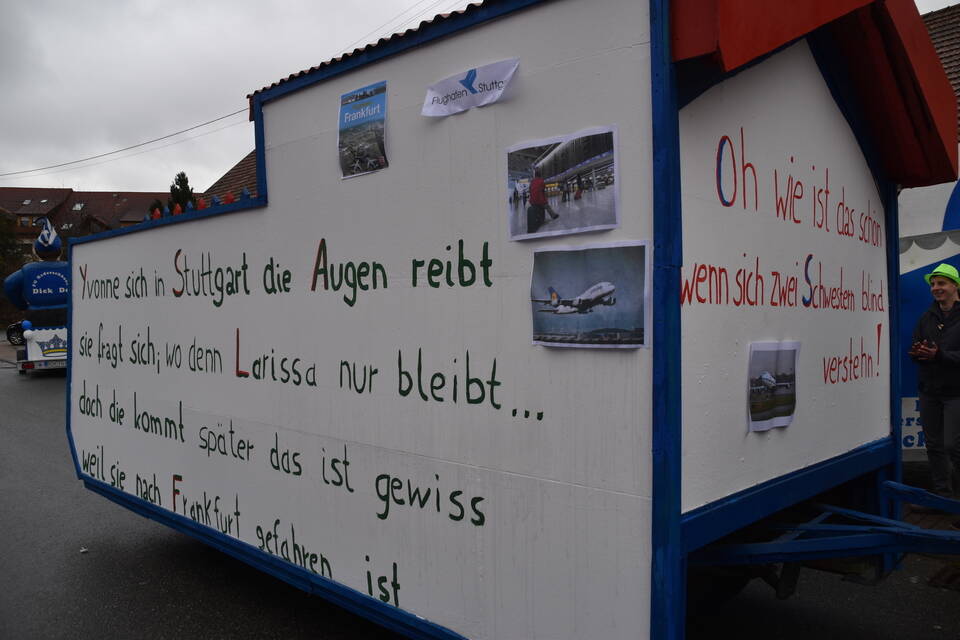 Frankfurt
Flughafen Stuttg
Yvonne sich in Stuttgart die Augen reibt
sie fragt sich, wo denn Larissa nur bleibt...
doch die kommt später das ist gewiss
weil sie nach Frankfurt gefahren ist
Oh wie ist das schön
wenn sich zwei Schwestern blind
verstehn!